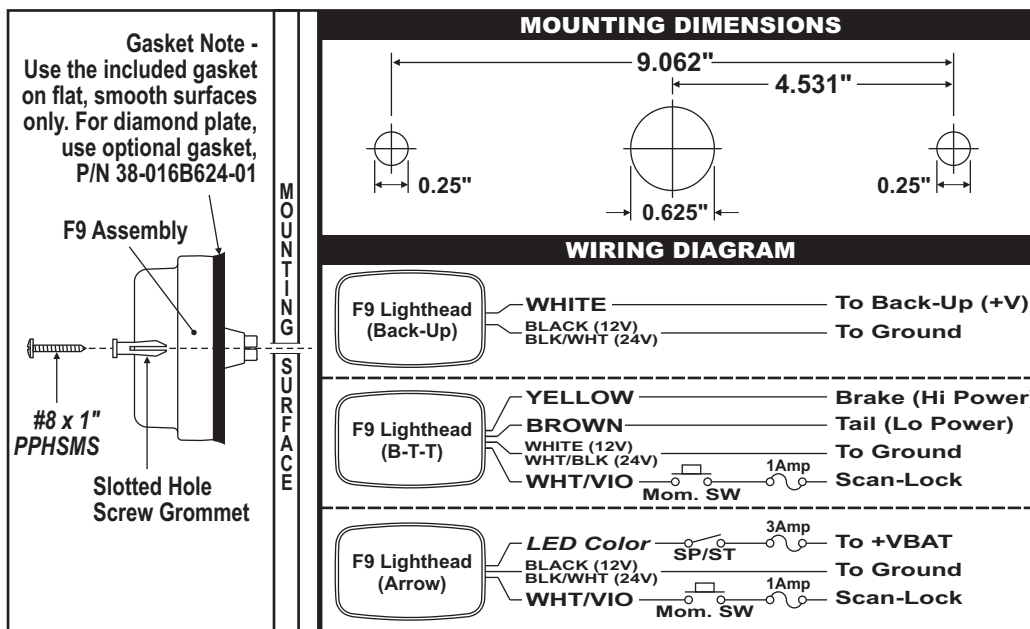 Gasket Note -
Use the included gasket
on flat, smooth surfaces
only. For diamond plate,
use optional gasket,
P/N 38-016B624-01
F9 Assembly
#8 x 1"
PPHSMS
Slotted Hole
Screw Grommet
MOUNTING SURFACE
MOUNTING DIMENSIONS
9.062"
4.531"
0.25"
0.625"
0.25"
WIRING DIAGRAM
F9 Lighthead
(Back-Up)
WHITE To Back-Up (+V)
BLACK (12V)
BLK/WHT (24V) To Ground
F9 Lighthead
(B-T-T)
YELLOW Brake (Hi Power)
BROWN Tail (Lo Power)
WHITE (12V)
WHT/BLK (24V) To Ground
WHT/VIO Mom. SW 1Amp Scan-Lock
F9 Lighthead
(Arrow)
LED Color SP/ST 3Amp To +VBAT
BLACK (12V)
BLK/WHT (24V) To Ground
WHT/VIO Mom. SW 1Amp Scan-Lock